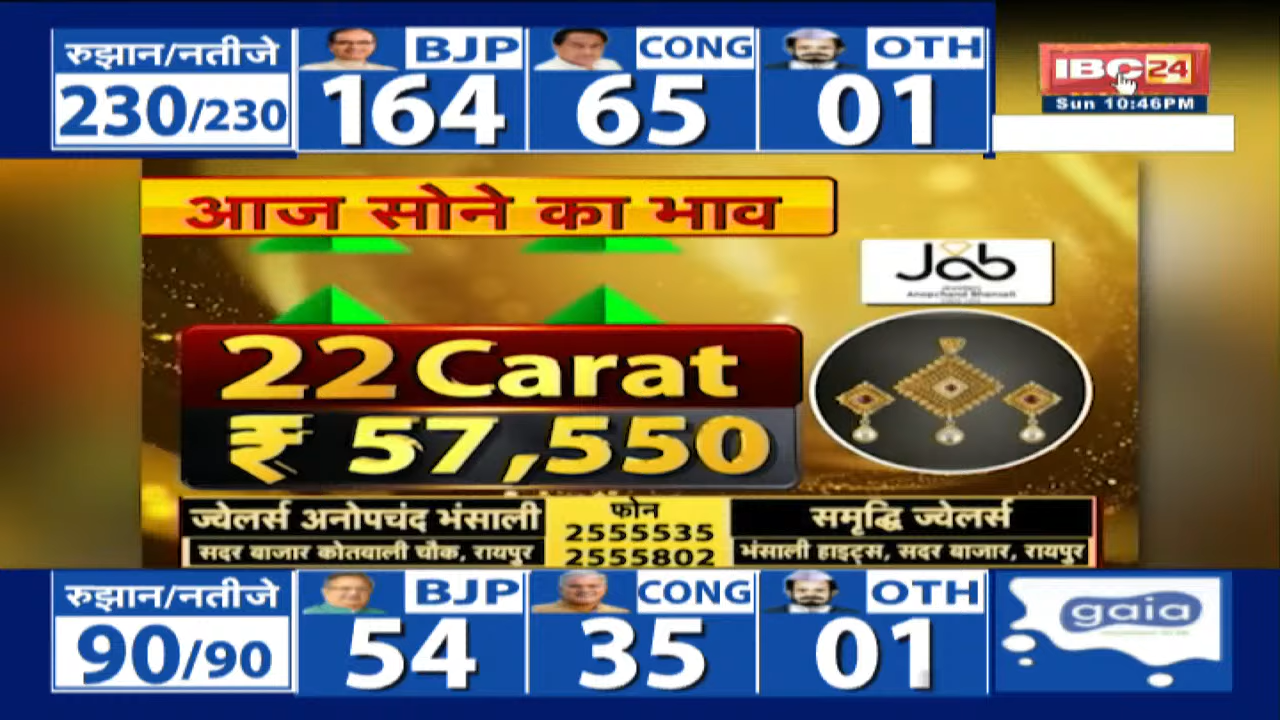 रुझान/नतीजे
230/230
BJP
164
CONG
65
OTH
01
IBC24
Sun 10:46PM
आज सोने का भाव
Jab
Anopchand Bhansali
22 Carat
₹ 57,550
ज्वेलर्स अनोपचंद भंसाली
सदर बाजार कोतवाली चौक, रायपुर
फोन
2555535
2555802
समृद्धि ज्वेलर्स
भंसाली हाइट्स, सदर बाजार, रायपुर
रुझान/नतीजे
90/90
BJP
54
CONG
35
OTH
01
gaia